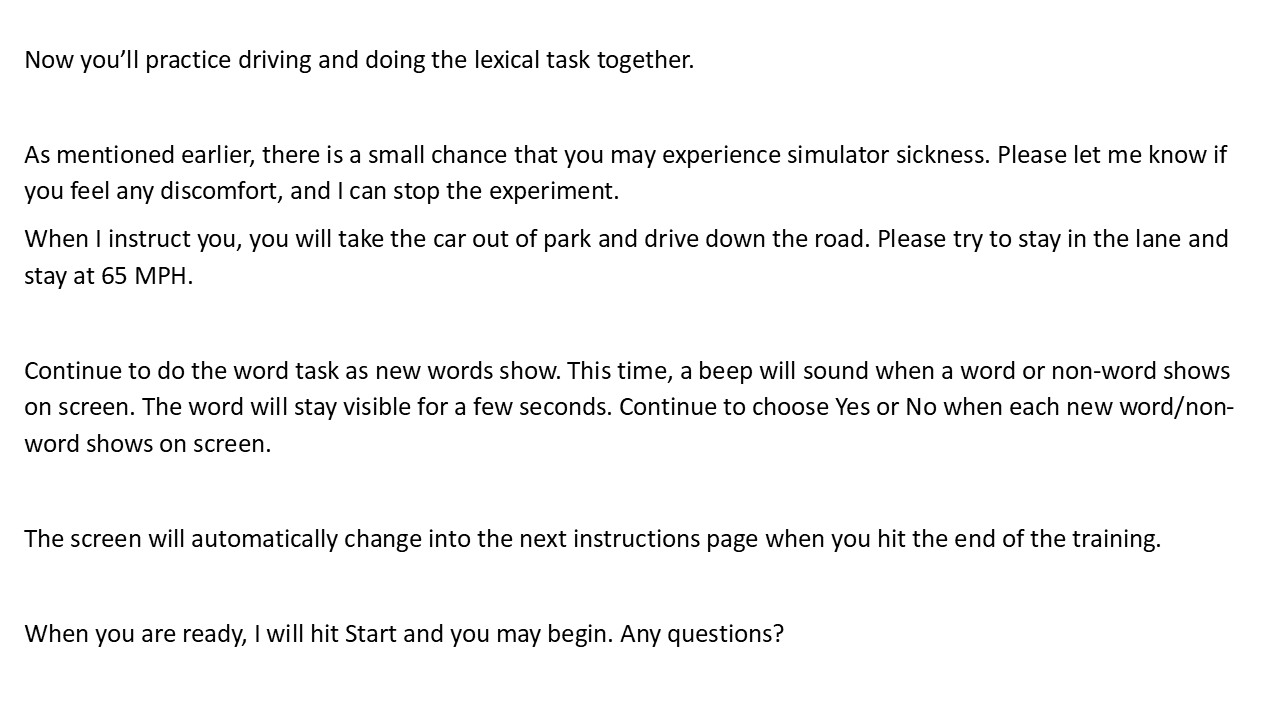 Now you’ll practice driving and doing the lexical task together.
As mentioned earlier, there is a small chance that you may experience simulator sickness. Please let me know if
you feel any discomfort, and I can stop the experiment.
When I instruct you, you will take the car out of park and drive down the road. Please try to stay in the lane and
stay at 65 MPH.
Continue to do the word task as new words show. This time, a beep will sound when a word or non-word shows
on screen. The word will stay visible for a few seconds. Continue to choose Yes or No when each new word/non-
word shows on screen.
The screen will automatically change into the next instructions page when you hit the end of the training.
When you are ready, I will hit Start and you may begin. Any questions?